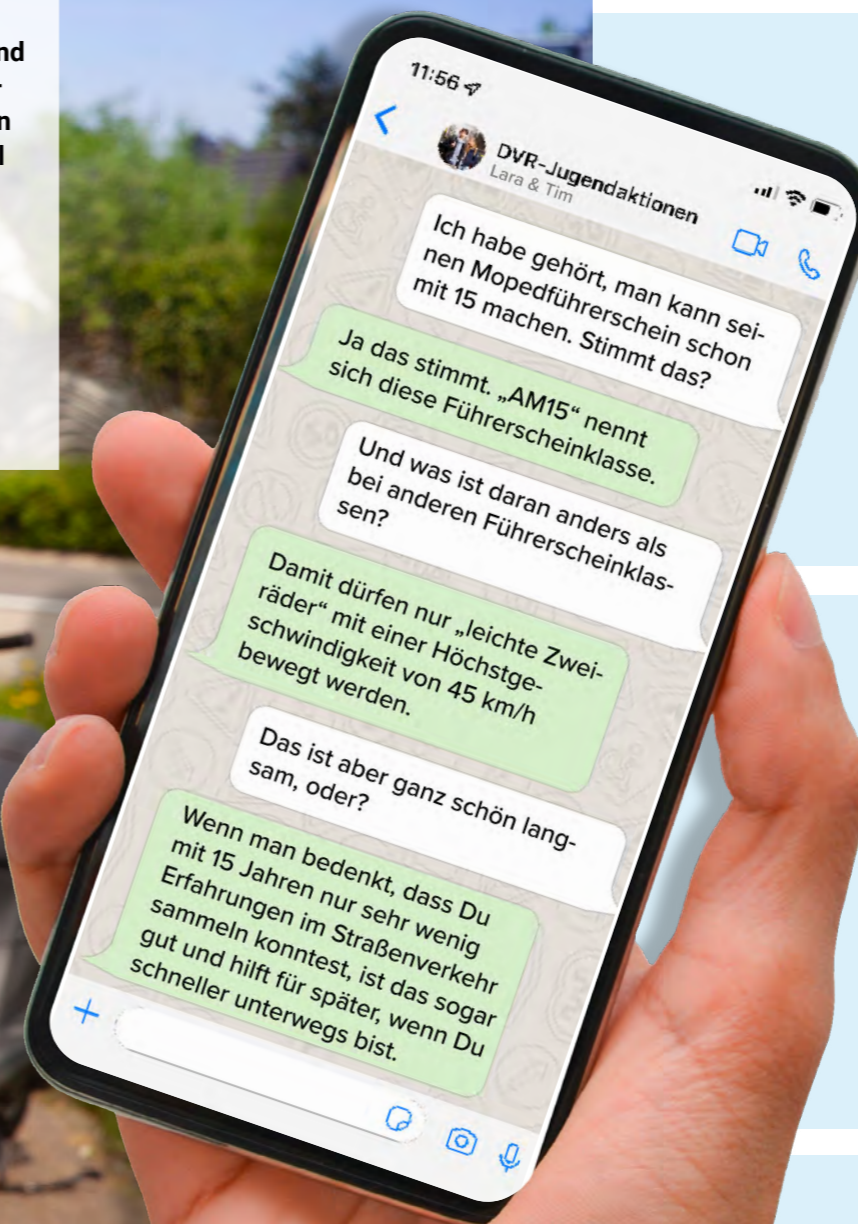 nd
n
11:56
DVR-Jugendaktionen
Lara & Tim
Ich habe gehört, man kann sei-
nen Mopedführerschein schon
mit 15 machen. Stimmt das?
Ja das stimmt. „AM15“ nennt
sich diese Führerscheinklasse.
Und was ist daran anders als
bei anderen Führerscheinklas-
sen?
Damit dürfen nur „leichte Zwei-
räder“ mit einer Höchstge-
schwindigkeit von 45 km/h
bewegt werden.
Das ist aber ganz schön lang-
sam, oder?
Wenn man bedenkt, dass Du
mit 15 Jahren nur sehr wenig
Erfahrungen im Straßenverkehr
sammeln konntest, ist das sogar
gut und hilft für später, wenn Du
schneller unterwegs bist.